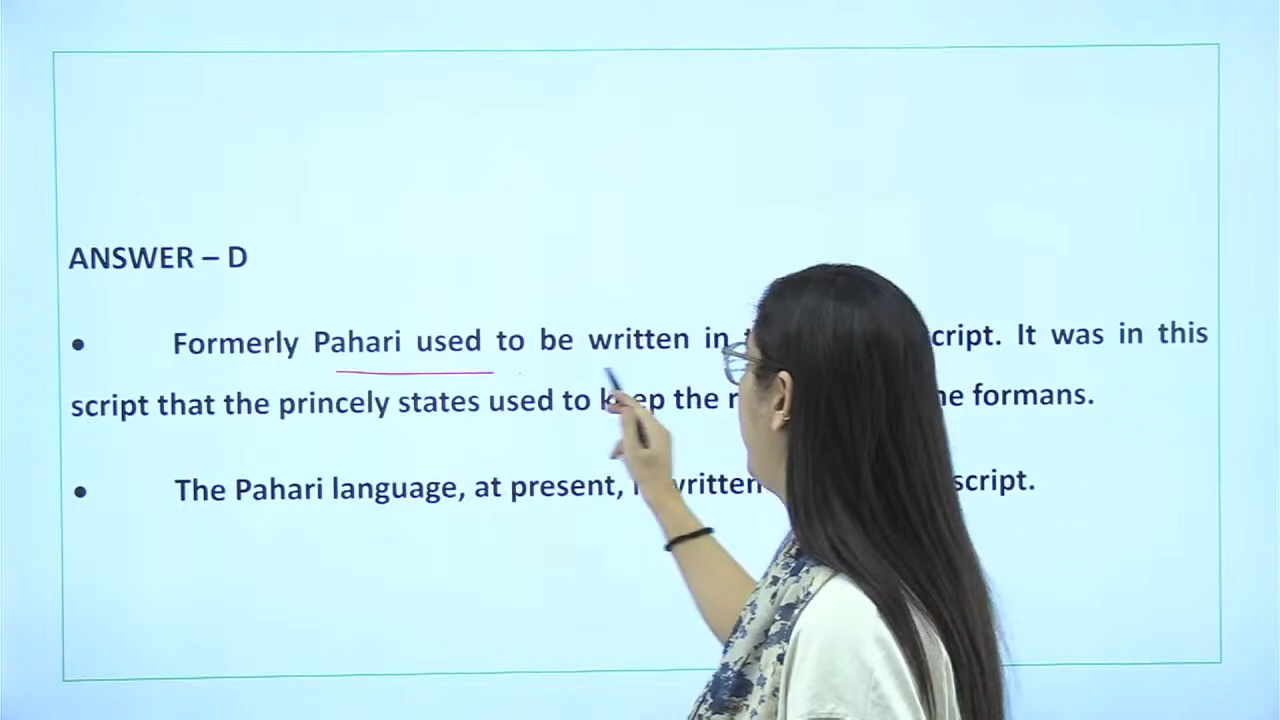 ANSWER – D
• Formerly Pahari used to be written in script. It was in this
script that the princely states used to keep the formans.
• The Pahari language, at present, written script.